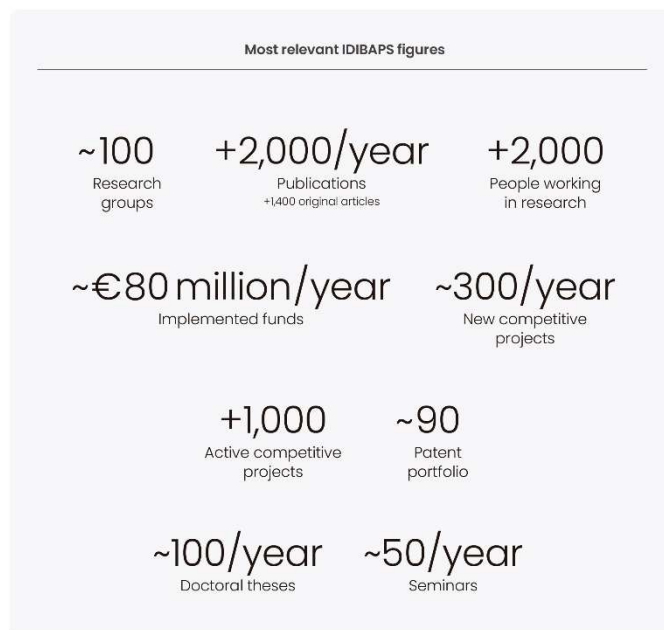 Most relevant IDIBAPS figures
~100
Research
groups
+2,000/year
Publications
+1,400 original articles
+2,000
People working
in research
~€80 million/year
Implemented funds
~300/year
New competitive
projects
+1,000
Active competitive
projects
~90
Patent
portfolio
~100/year
Doctoral theses
~50/year
Seminars